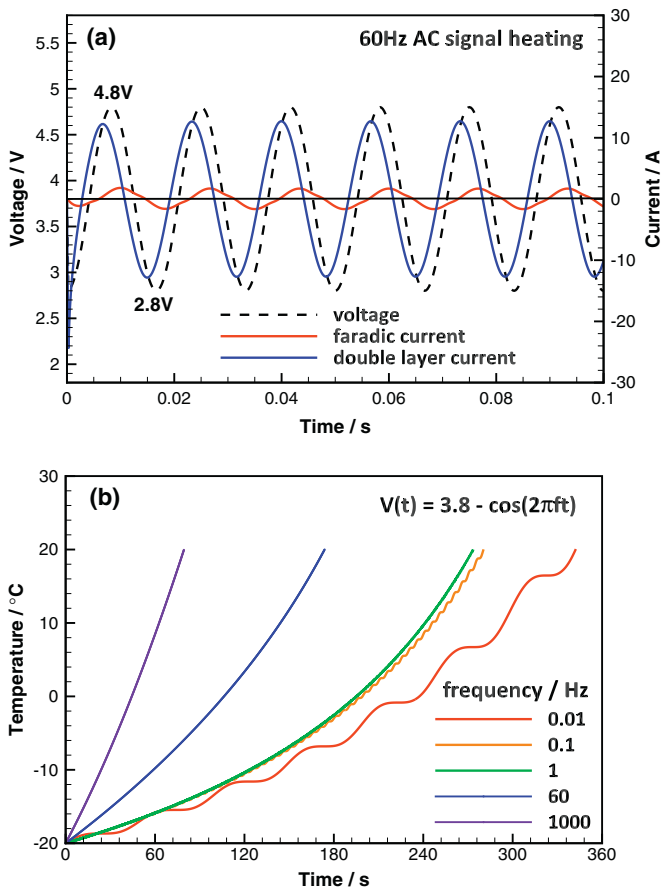 (a)
60Hz AC signal heating
4.8V
2.8V
voltage
faradic current
double layer current
Voltage / V
5.5
5
4.5
4
3.5
3
2.5
2
Current / A
30
20
10
0
-10
-20
-30
0 0.02 0.04 0.06 0.08 0.1
Time / s
(b)
V(t) = 3.8 - cos(2πft)
Temperature / °C
30
20
10
0
-10
-20
frequency / Hz
0.01
0.1
1
60
1000
0 60 120 180 240 300 360
Time / s